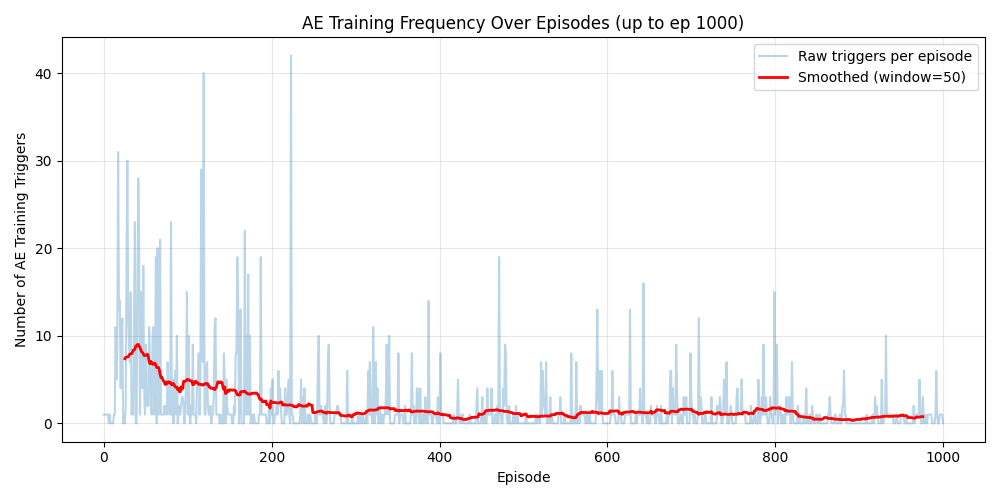 AE Training Frequency Over Episodes (up to ep 1000)
Raw triggers per episode
Smoothed (window=50)
Number of AE Training Triggers
40
30
20
10
0
0 200 400 600 800 1000
Episode